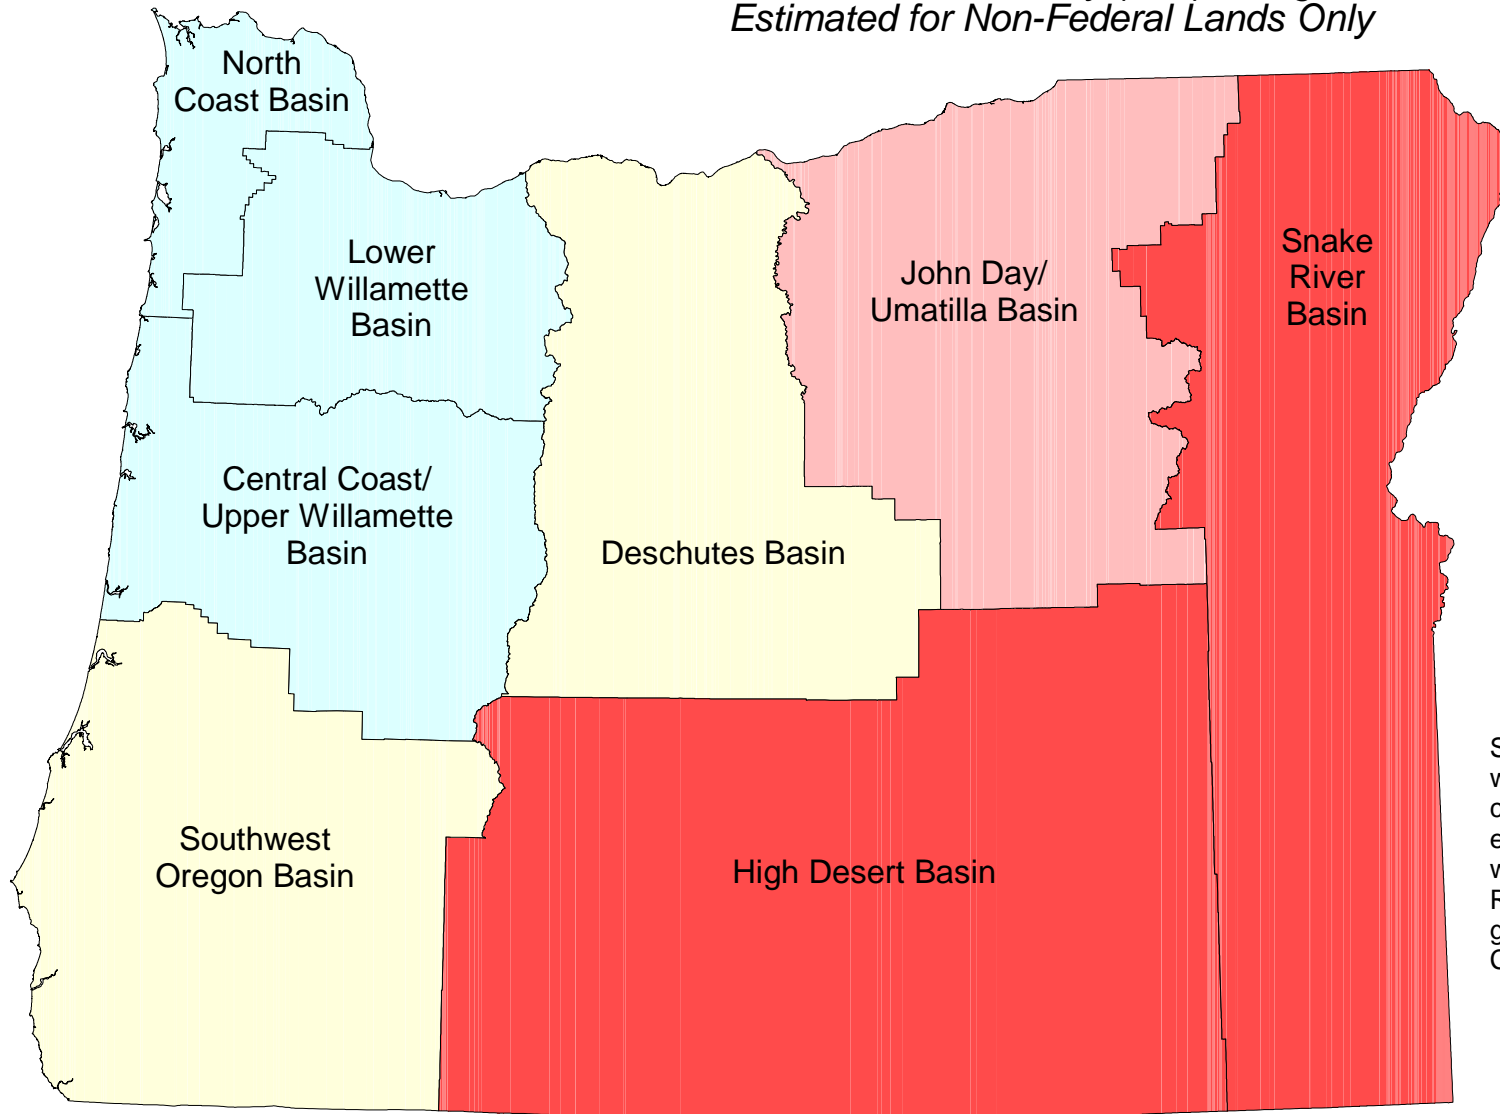 Estimated for Non-Federal Lands Only
North
Coast Basin
Lower
Willamette
Basin
John Day/
Umatilla Basin
Snake
River
Basin
Central Coast/
Upper Willamette
Basin
Deschutes Basin
Southwest
Oregon Basin
High Desert Basin